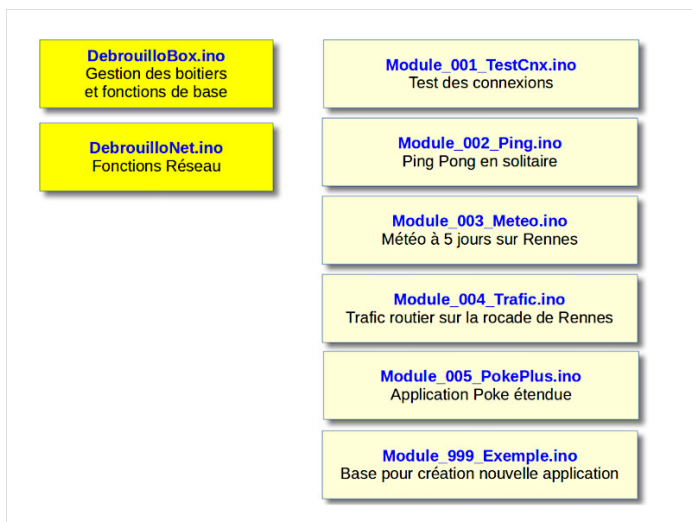 DebrouilloBox.ino
Gestion des boitiers
et fonctions de base
DebrouilloNet.ino
Fonctions Réseau
Module_001_TestCnx.ino
Test des connexions
Module_002_Ping.ino
Ping Pong en solitaire
Module_003_Meteo.ino
Météo à 5 jours sur Rennes
Module_004_Trafic.ino
Trafic routier sur la rocade de Rennes
Module_005_PokePlus.ino
Application Poke étendue
Module_999_Exemple.ino
Base pour création nouvelle application